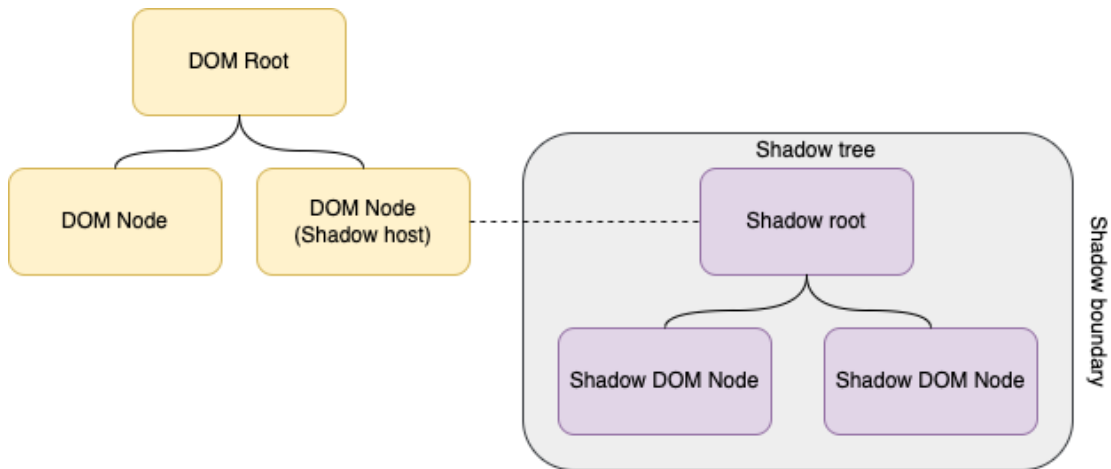 DOM Root
DOM Node
DOM Node
(Shadow host)
Shadow tree
Shadow root
Shadow DOM Node
Shadow DOM Node
Shadow boundary